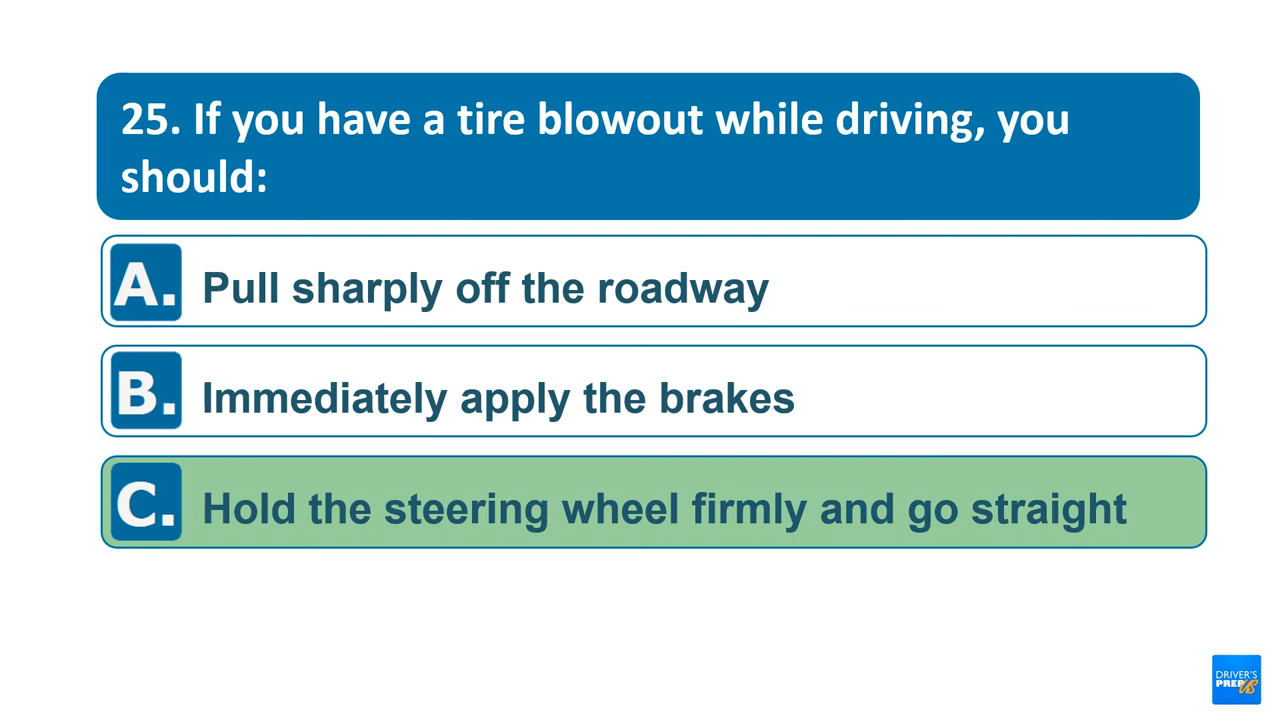 25. If you have a tire blowout while driving, you
should:
A. Pull sharply off the roadway
B. Immediately apply the brakes
C. Hold the steering wheel firmly and go straight
DRIVER'S
PREP US